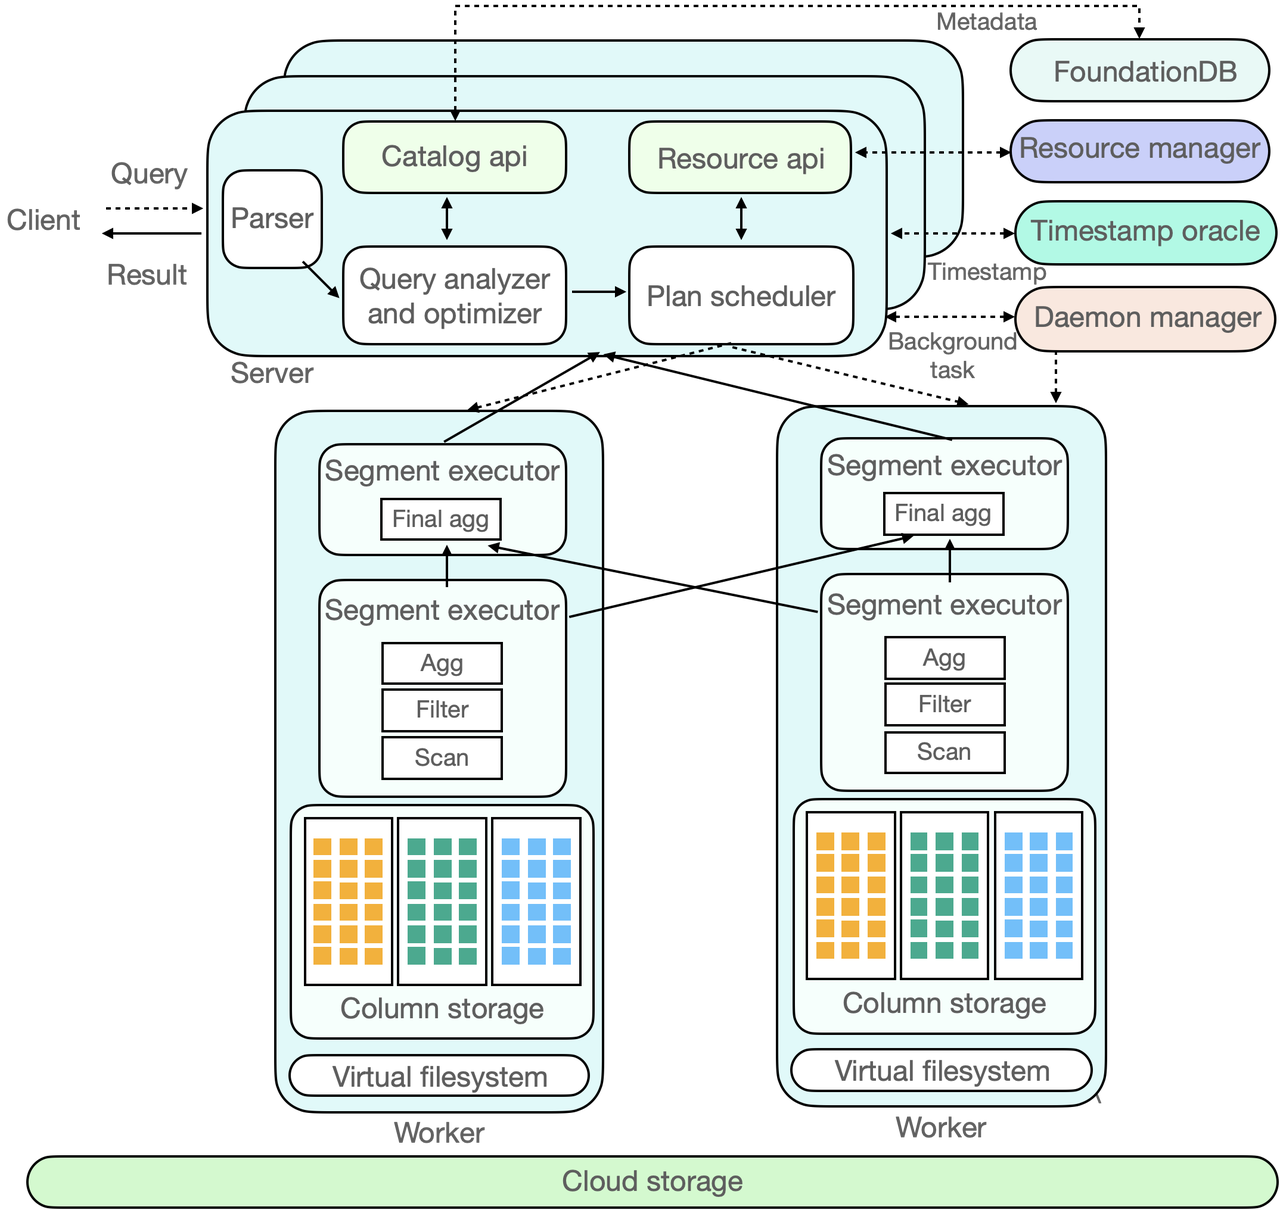 Metadata
FoundationDB
Catalog api
Resource api
Resource manager
Query
Client
Result
Parser
Timestamp oracle
Query analyzer
and optimizer
Plan scheduler
Timestamp
Daemon manager
Background
task
Server
Segment executor
Final agg
Segment executor
Agg
Filter
Scan
Column storage
Virtual filesystem
Worker
Segment executor
Final agg
Segment executor
Agg
Filter
Scan
Column storage
Virtual filesystem
Worker
Cloud storage